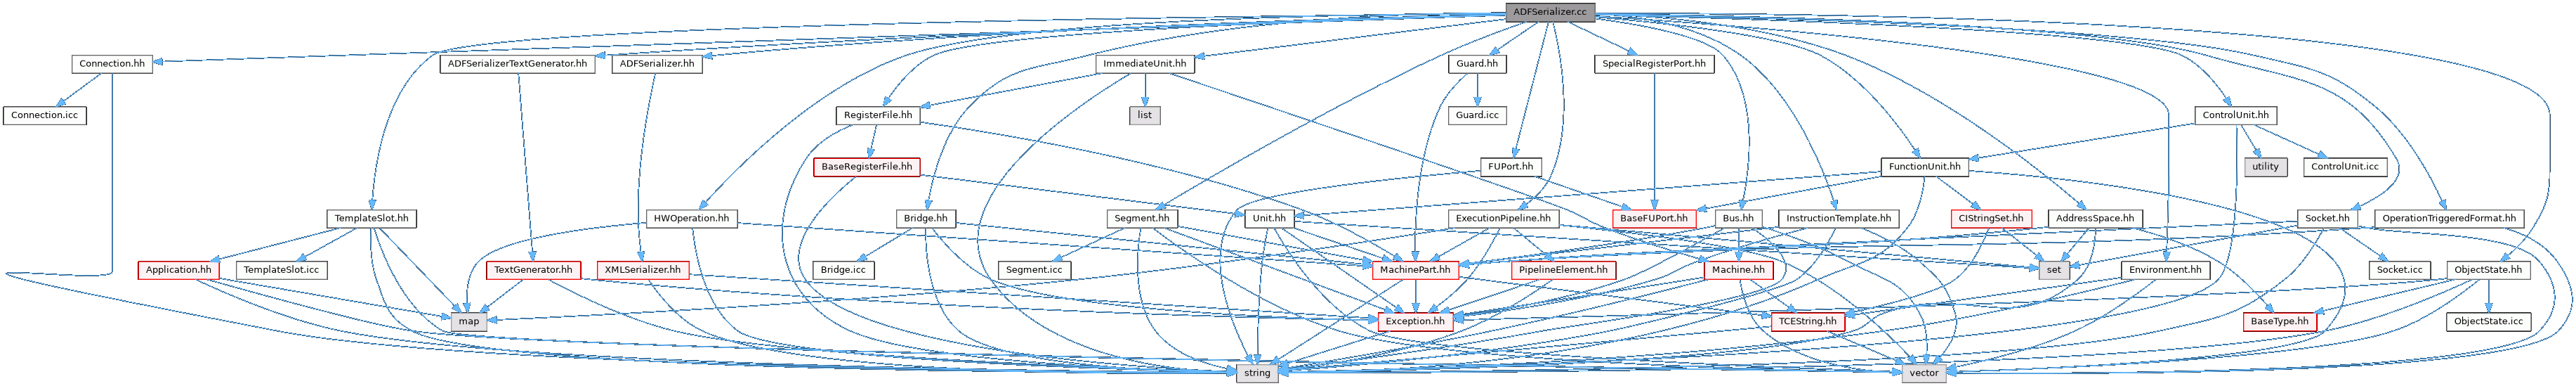 ADFSerializer.cc
Connection.hh
ADFSerializerTextGenerator.hh
ADFSerializer.hh
ImmediateUnit.hh
Guard.hh
SpecialRegisterPort.hh
Connection.icc
RegisterFile.hh
list
Guard.icc
ControlUnit.hh
BaseRegisterFile.hh
FUPort.hh
FunctionUnit.hh
utility
ControlUnit.icc
TemplateSlot.hh
HWOperation.hh
Bridge.hh
Segment.hh
Unit.hh
ExecutionPipeline.hh
BaseFUPort.hh
Bus.hh
InstructionTemplate.hh
CIStringSet.hh
AddressSpace.hh
Socket.hh
OperationTriggeredFormat.hh
Application.hh
TemplateSlot.icc
TextGenerator.hh
XMLSerializer.hh
Bridge.icc
Segment.icc
MachinePart.hh
PipelineElement.hh
Machine.hh
set
Environment.hh
Socket.icc
ObjectState.hh
map
Exception.hh
TCEString.hh
BaseType.hh
ObjectState.icc
string
vector